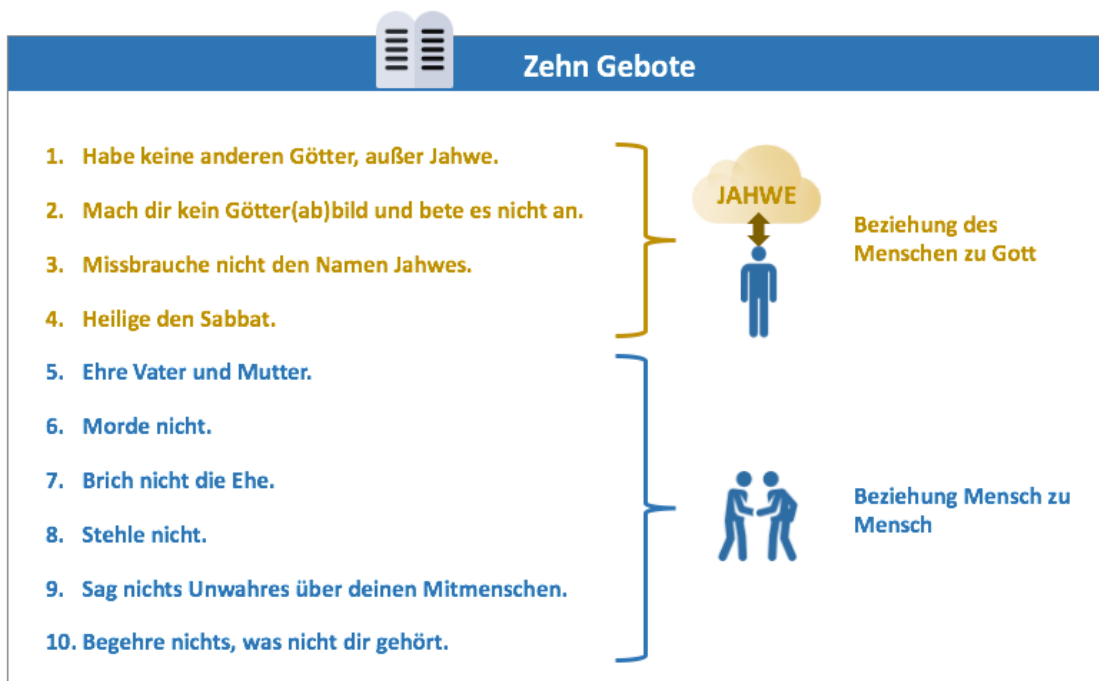 Zehn Gebote
1. Habe keine anderen Götter, außer Jahwe.
2. Mach dir kein Götter(ab)bild und bete es nicht an.
3. Missbrauche nicht den Namen Jahwes.
4. Heilige den Sabbat.
JAHWE
Beziehung des
Menschen zu Gott
5. Ehre Vater und Mutter.
6. Morde nicht.
7. Brich nicht die Ehe.
8. Stehle nicht.
9. Sag nichts Unwahres über deinen Mitmenschen.
10. Begehre nichts, was nicht dir gehört.
Beziehung Mensch zu
Mensch